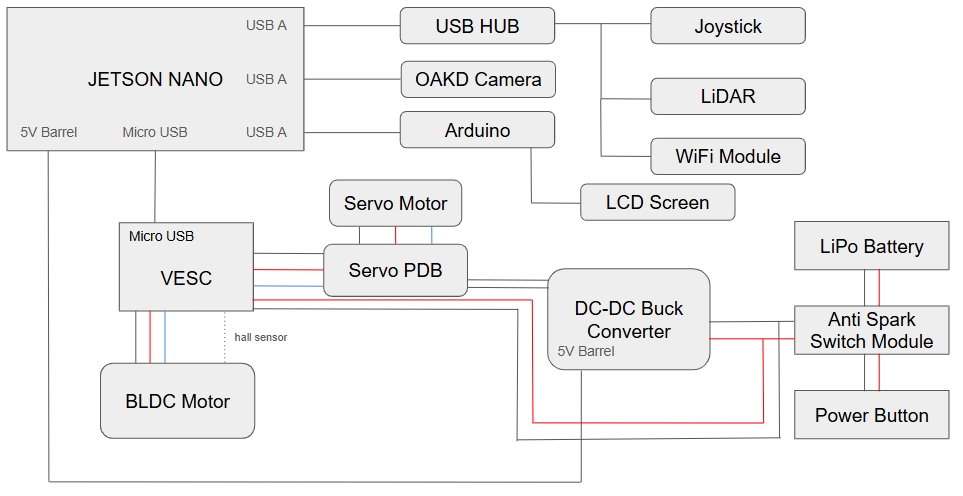 USB A
USB HUB
Joystick
JETSON NANO
USB A
OAKD Camera
LiDAR
5V Barrel
Micro USB
USB A
Arduino
WiFi Module
Servo Motor
LCD Screen
Micro USB
VESC
Servo PDB
LiPo Battery
DC-DC Buck
Converter
5V Barrel
Anti Spark
Switch Module
hall sensor
BLDC Motor
Power Button